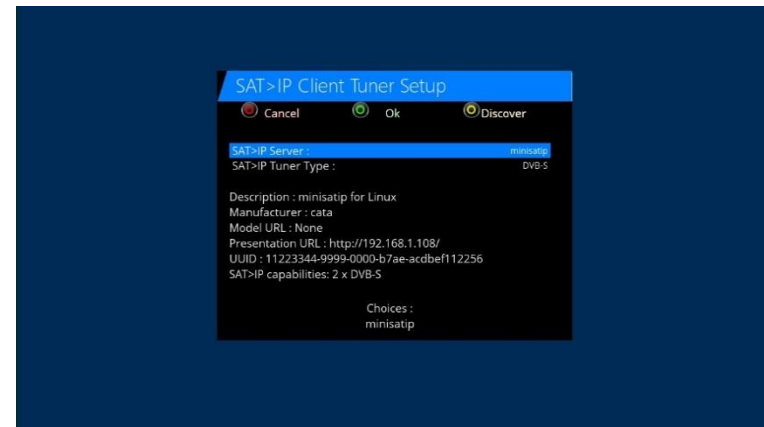 SAT>IP Client Tuner Setup
Cancel Ok Discover
SAT>IP Server : minisatip
SAT>IP Tuner Type : DVB-S
Description : minisatip for Linux
Manufacturer : cata
Model URL : None
Presentation URL : http://192.168.1.108/
UUID : 11223344-9999-0000-b7ae-acdbef112256
SAT>IP capabilities: 2 x DVB-S
Choices :
minisatip